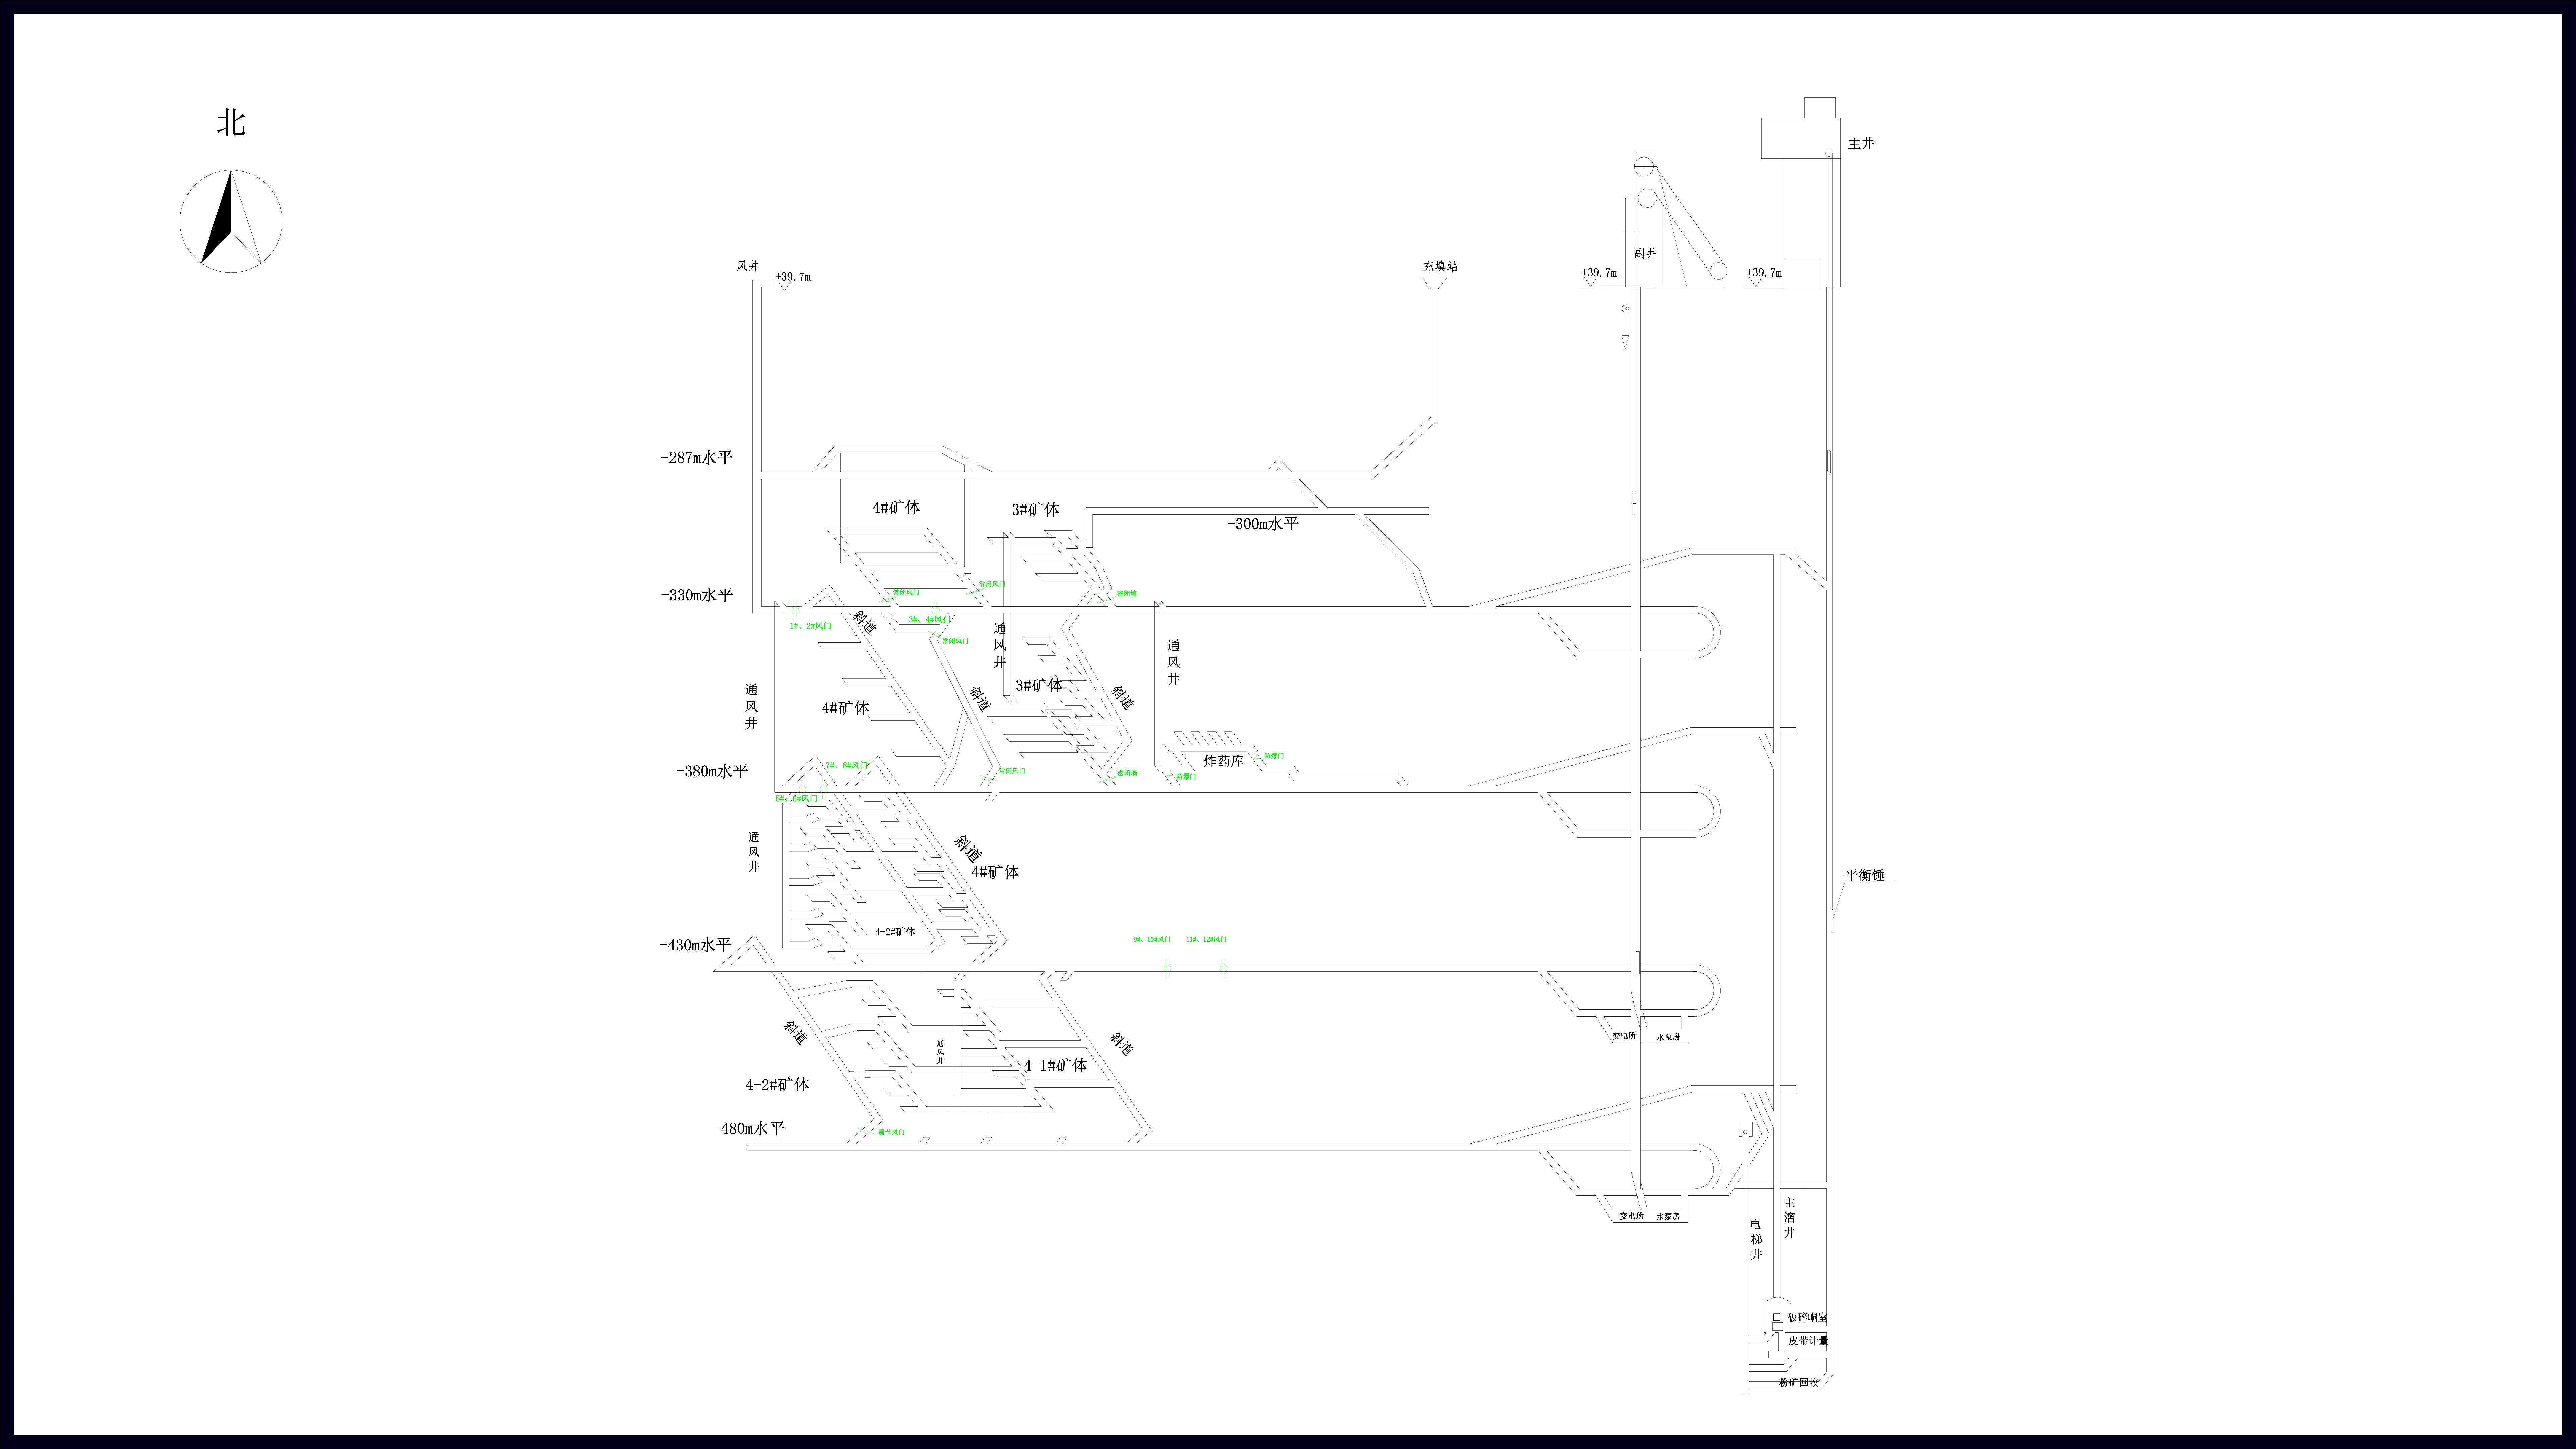 北
主井
副井
风井
+39.7m
充填站
+39.7m
+39.7m
-287m水平
4#矿体
3#矿体
-300m水平
-330m水平
常闭风门
常闭风门
密闭墙
1#、2#风门
斜道
3#、4#风门
常闭风门
通风井
通风井
3#矿体
斜道
斜道
通风井
4#矿体
炸药库
防爆门
防爆门
-380m水平
7#、8#风门
常闭风门
密闭墙
5#、6#风门
通风井
斜道
4#矿体
平衡锤
4-2#矿体
-430m水平
9#、10#风门
11#、12#风门
斜道
通风井
斜道
变电所
水泵房
4-1#矿体
4-2#矿体
-480m水平
调节风门
变电所
水泵房
主溜井
电梯井
破碎峒室
皮带计量
粉矿回收